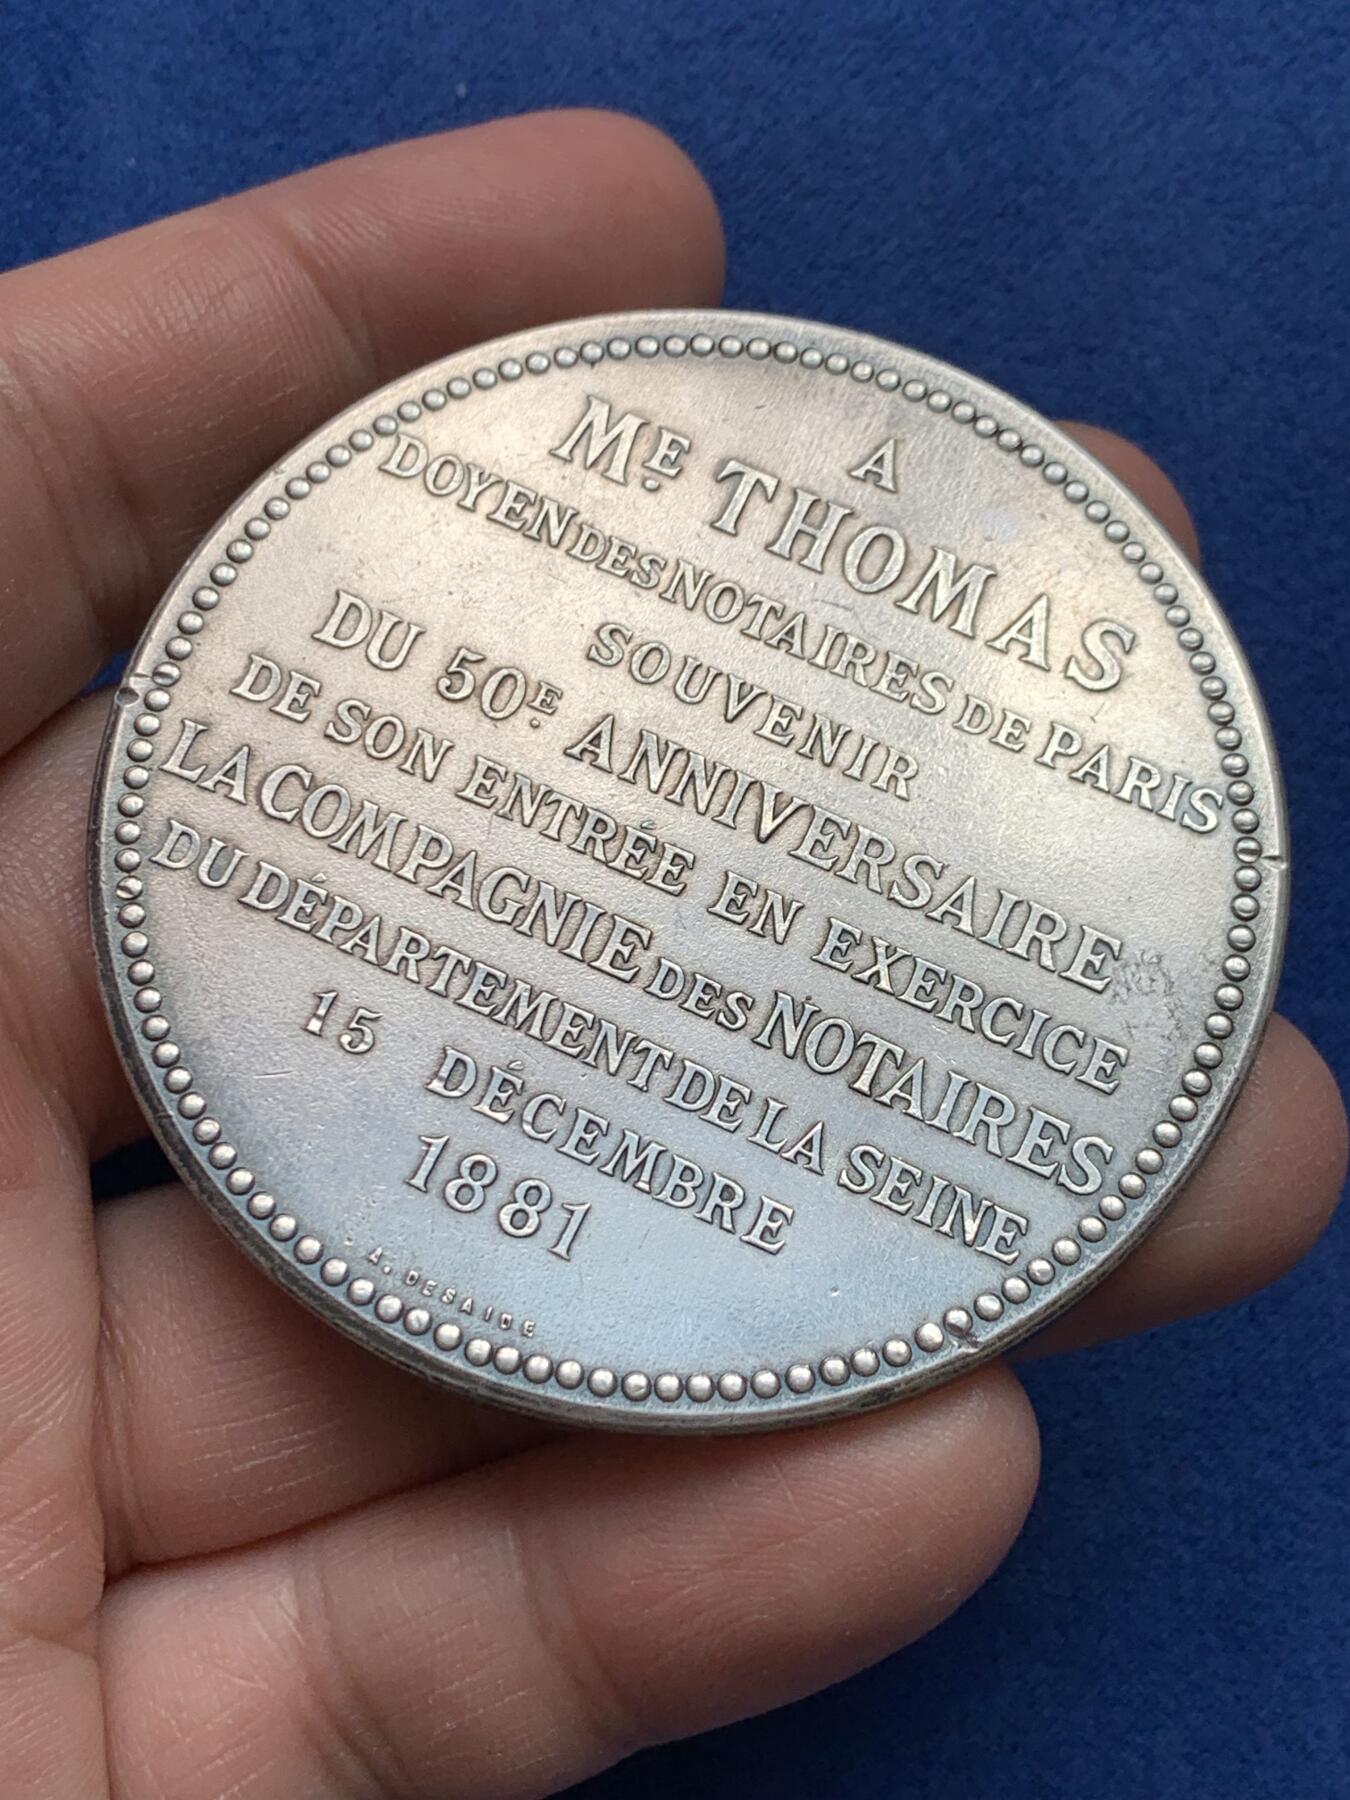 A
ME. THOMAS
DOYEN DES NOTAIRES DE PARIS
SOUVENIR
DU 50E. ANNIVERSAIRE
DE SON ENTRÉE EN EXERCICE
LA COMPAGNIE DES NOTAIRES
DU DÉPARTEMENT DE LA SEINE
15 DÉCEMBRE
1881
A. DESAIDE